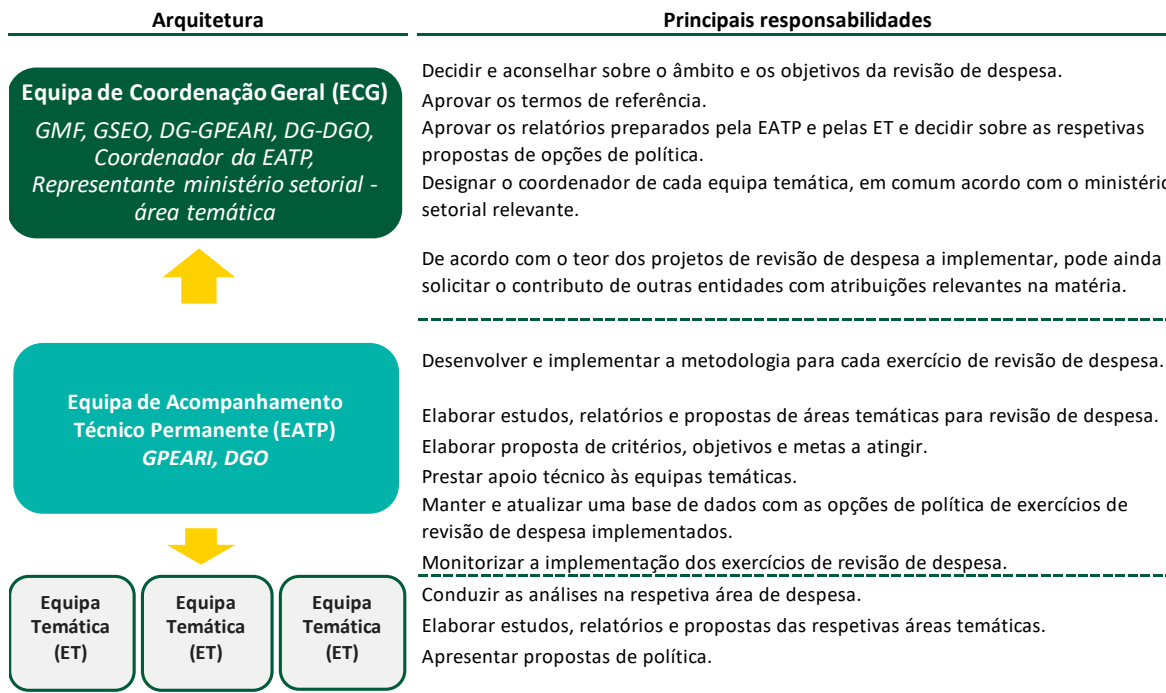 Arquitetura
Principais responsabilidades
Equipa de Coordenação Geral (ECG)
GMF, GSEO, DG-GPEARI, DG-DGO,
Coordenador da EATP,
Representante ministério setorial -
área temática
Decidir e aconselhar sobre o âmbito e os objetivos da revisão de despesa.
Aprovar os termos de referência.
Aprovar os relatórios preparados pela EATP e pelas ET e decidir sobre as respetivas
propostas de opções de política.
Designar o coordenador de cada equipa temática, em comum acordo com o ministério
setorial relevante.
De acordo com o teor dos projetos de revisão de despesa a implementar, pode ainda
solicitar o contributo de outras entidades com atribuições relevantes na matéria.
Equipa de Acompanhamento
Técnico Permanente (EATP)
GPEARI, DGO
Desenvolver e implementar a metodologia para cada exercício de revisão de despesa.
Elaborar estudos, relatórios e propostas de áreas temáticas para revisão de despesa.
Elaborar proposta de critérios, objetivos e metas a atingir.
Prestar apoio técnico às equipas temáticas.
Manter e atualizar uma base de dados com as opções de política de exercícios de
revisão de despesa implementados.
Monitorizar a implementação dos exercícios de revisão de despesa.
Equipa
Temática
(ET)
Equipa
Temática
(ET)
Equipa
Temática
(ET)
Conduzir as análises na respetiva área de despesa.
Elaborar estudos, relatórios e propostas das respetivas áreas temáticas.
Apresentar propostas de política.